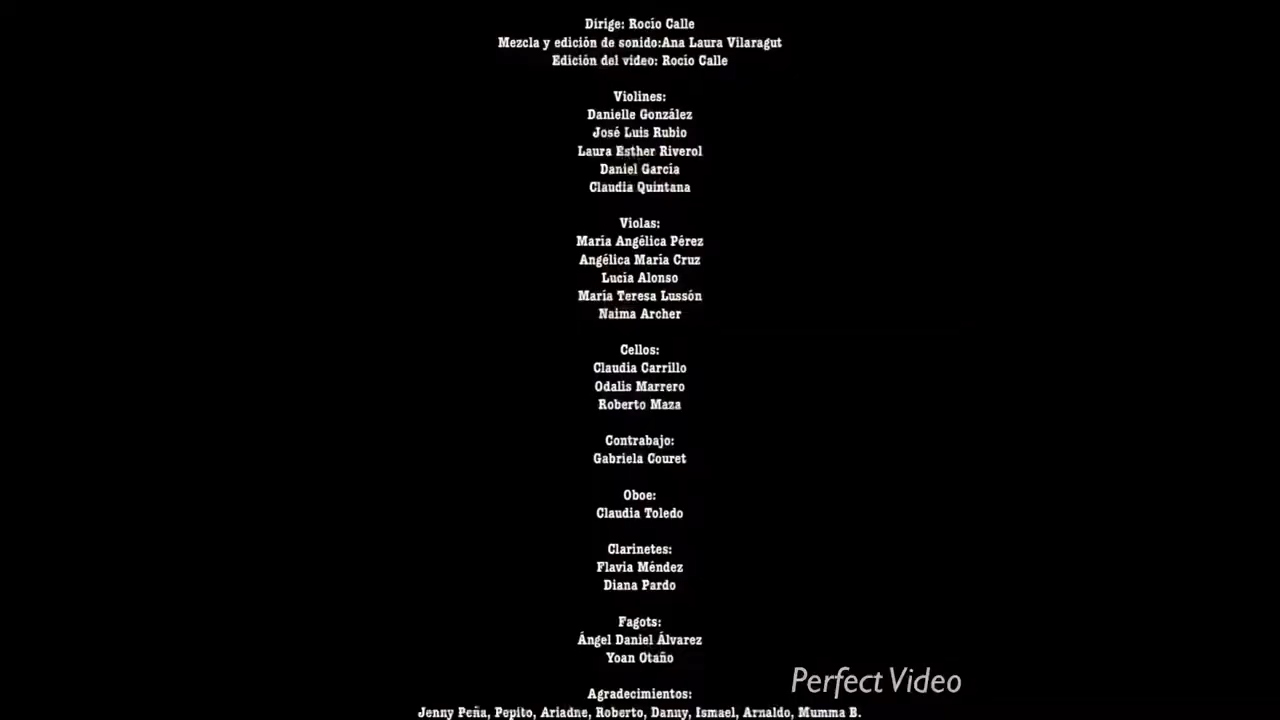 Dirige: Rocío Calle
Mezcla y edición de sonido:Ana Laura Vilaragut
Edición del video: Rocio Calle
Violines:
Danielle González
José Luis Rubio
Laura Esther Riverol
Daniel García
Claudia Quintana
Violas:
María Angélica Pérez
Angélica María Cruz
Lucía Alonso
María Teresa Lussón
Naima Archer
Cellos:
Claudia Carrillo
Odalis Marrero
Roberto Maza
Contrabajo:
Gabriela Couret
Oboe:
Claudia Toledo
Clarinetes:
Flavia Méndez
Diana Pardo
Fagots:
Ángel Daniel Álvarez
Yoan Otaño
Perfect Video
Agradecimientos:
Jenny Peña, Pepito, Ariadne, Roberto, Danny, Ismael, Arnaldo, Mumma B.